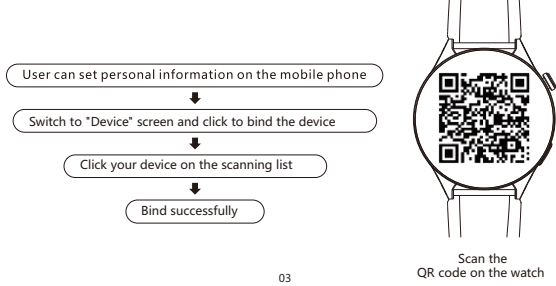 User can set personal information on the mobile phone
Switch to "Device" screen and click to bind the device
Click your device on the scanning list
Bind successfully
Scan the
QR code on the watch
03